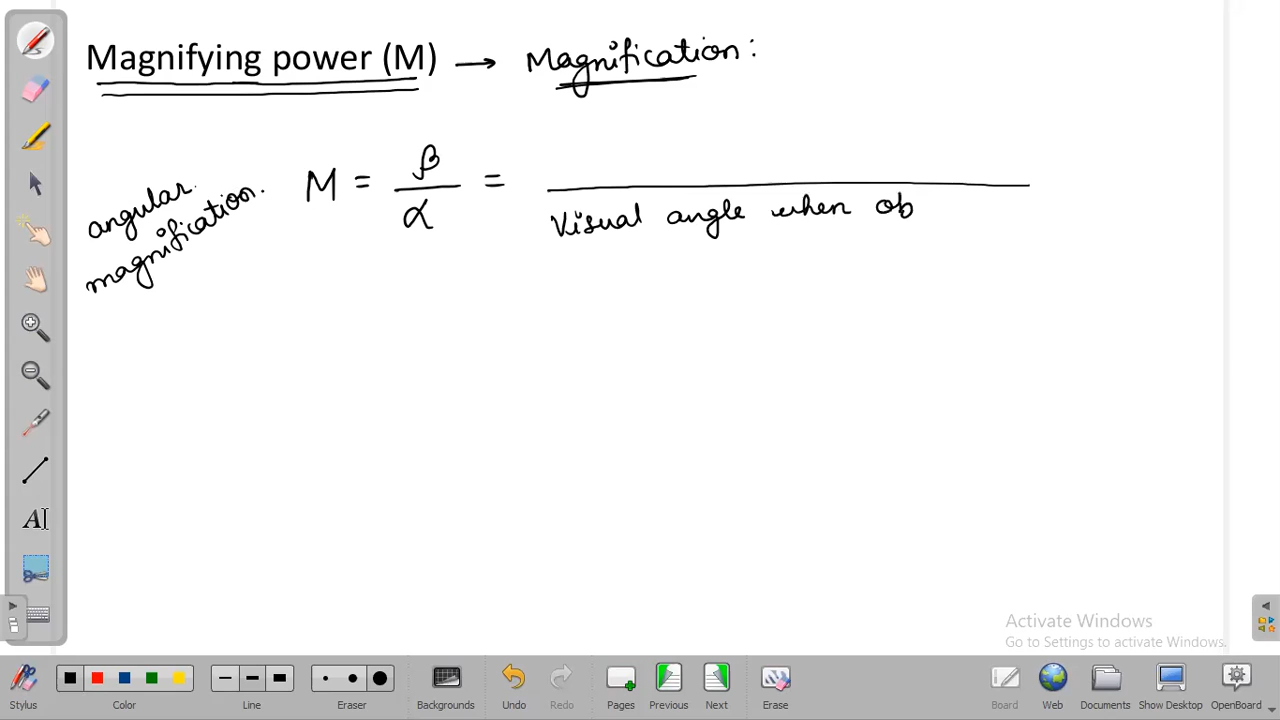 Magnifying power (M) → Magnification:
angular.
magnification.
M = β/α =
Visual angle when ob
Activate Windows
Go to Settings to activate Windows.
Stylus
Color
Line
Eraser
Backgrounds
Undo
Redo
Pages
Previous
Next
Erase
Board
Web
Documents
Show Desktop
OpenBoard